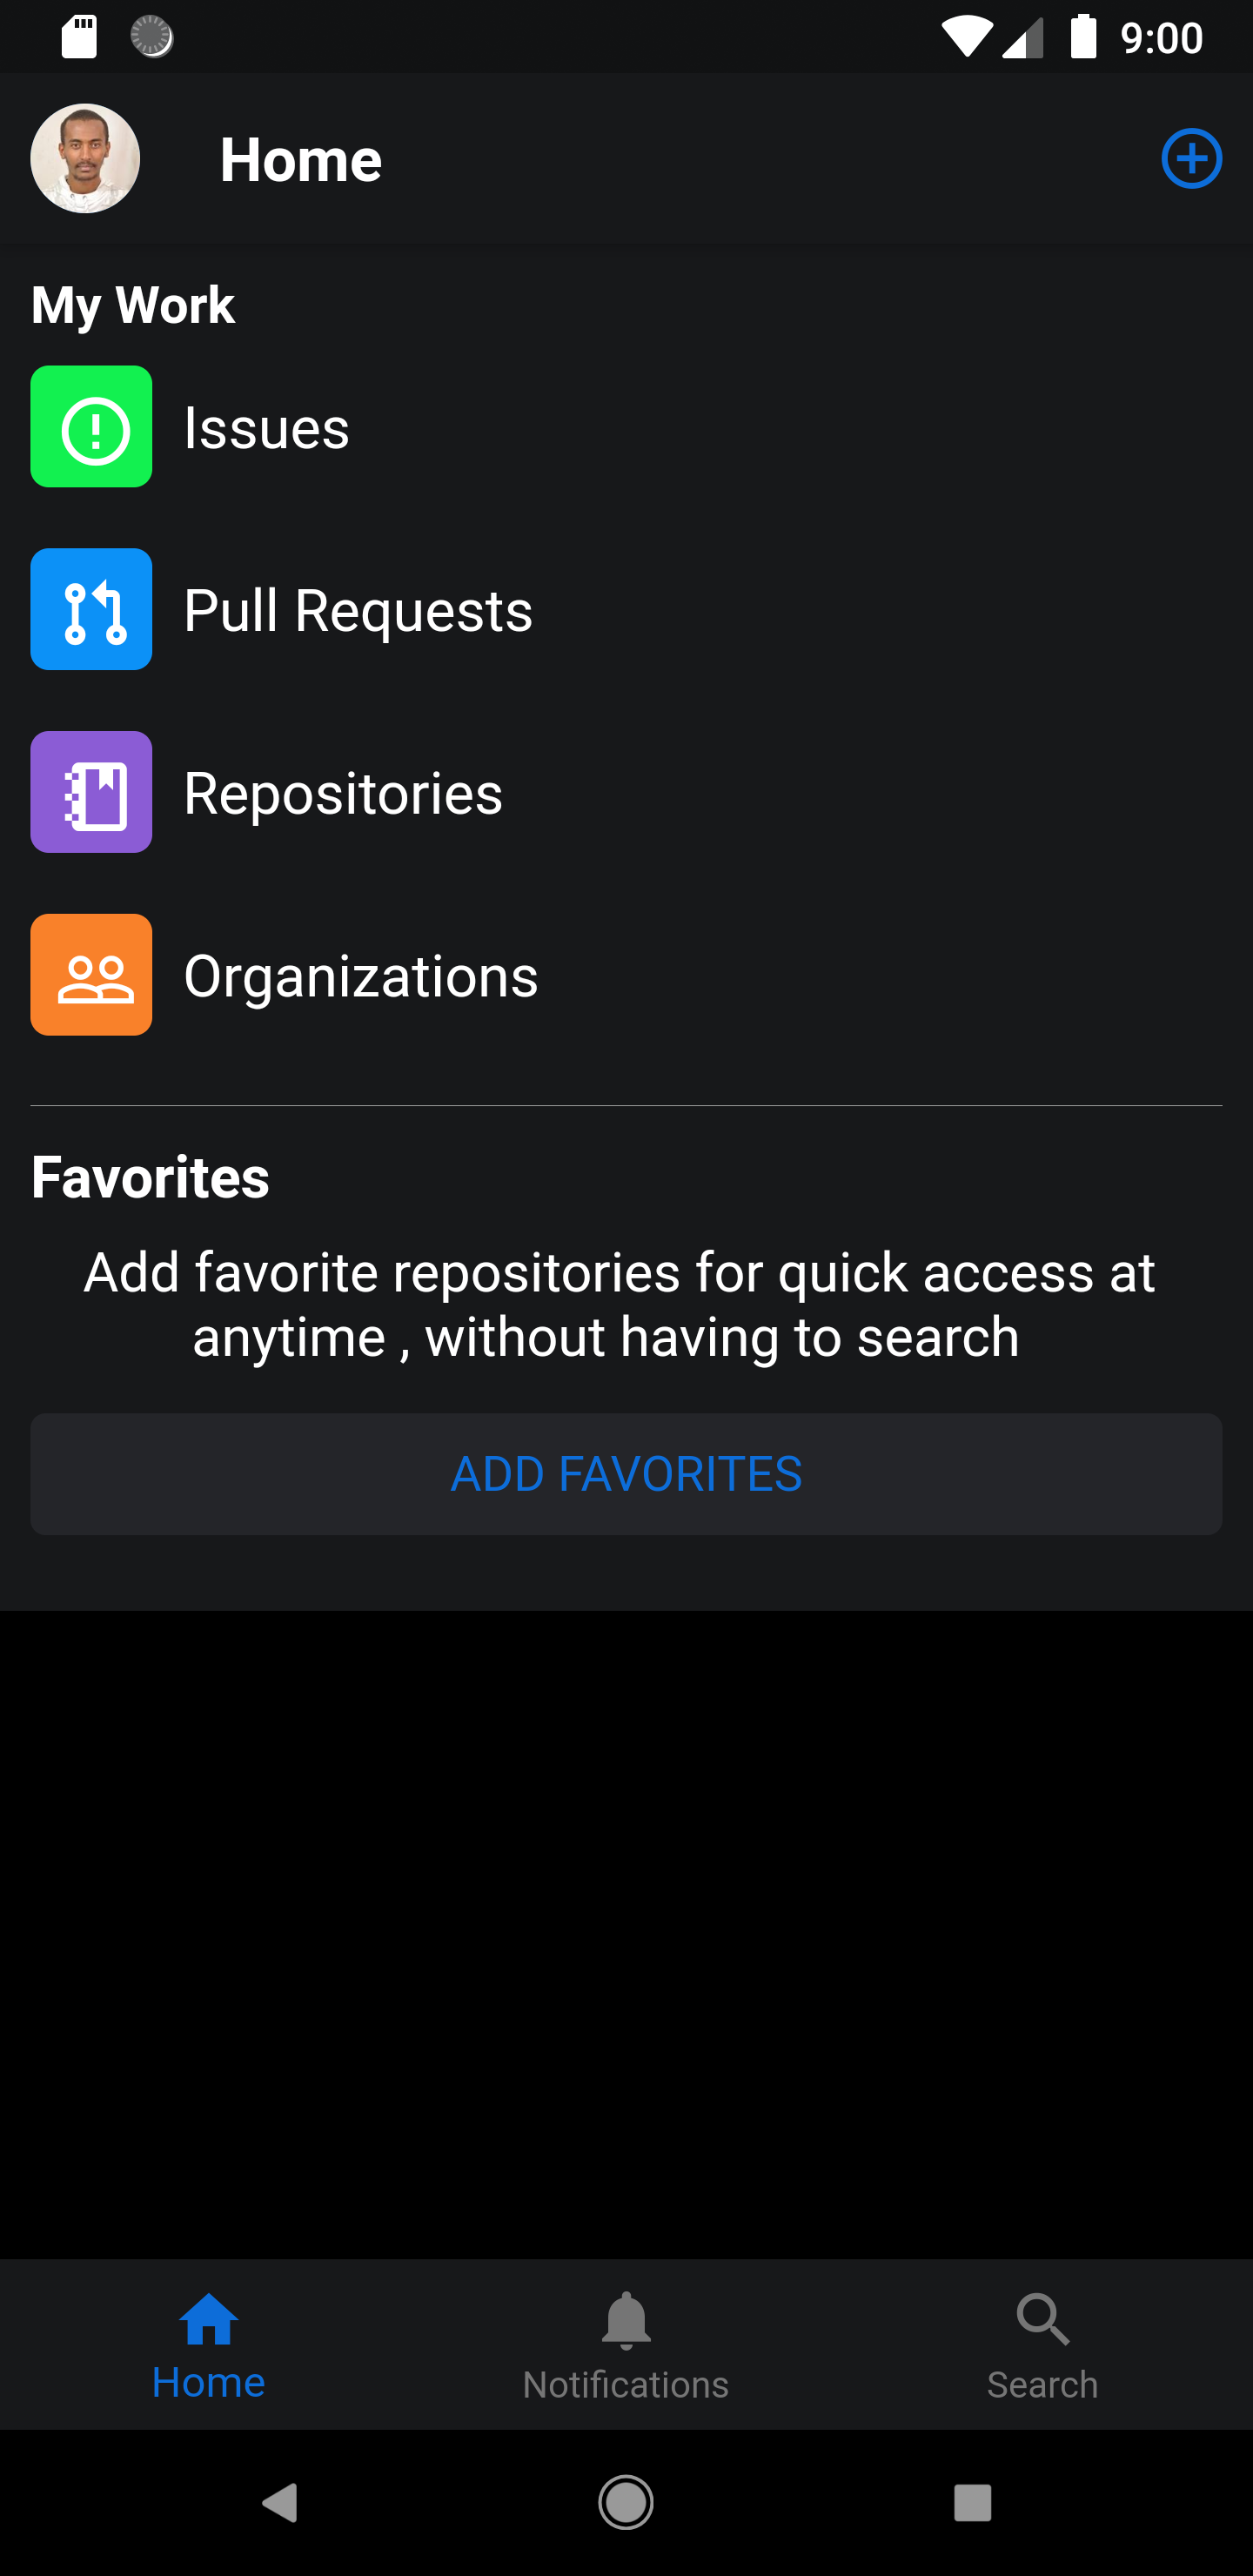 9:00
Home
My Work
Issues
Pull Requests
Repositories
Organizations
Favorites
Add favorite repositories for quick access at
anytime , without having to search
ADD FAVORITES
Home
Notifications
Search